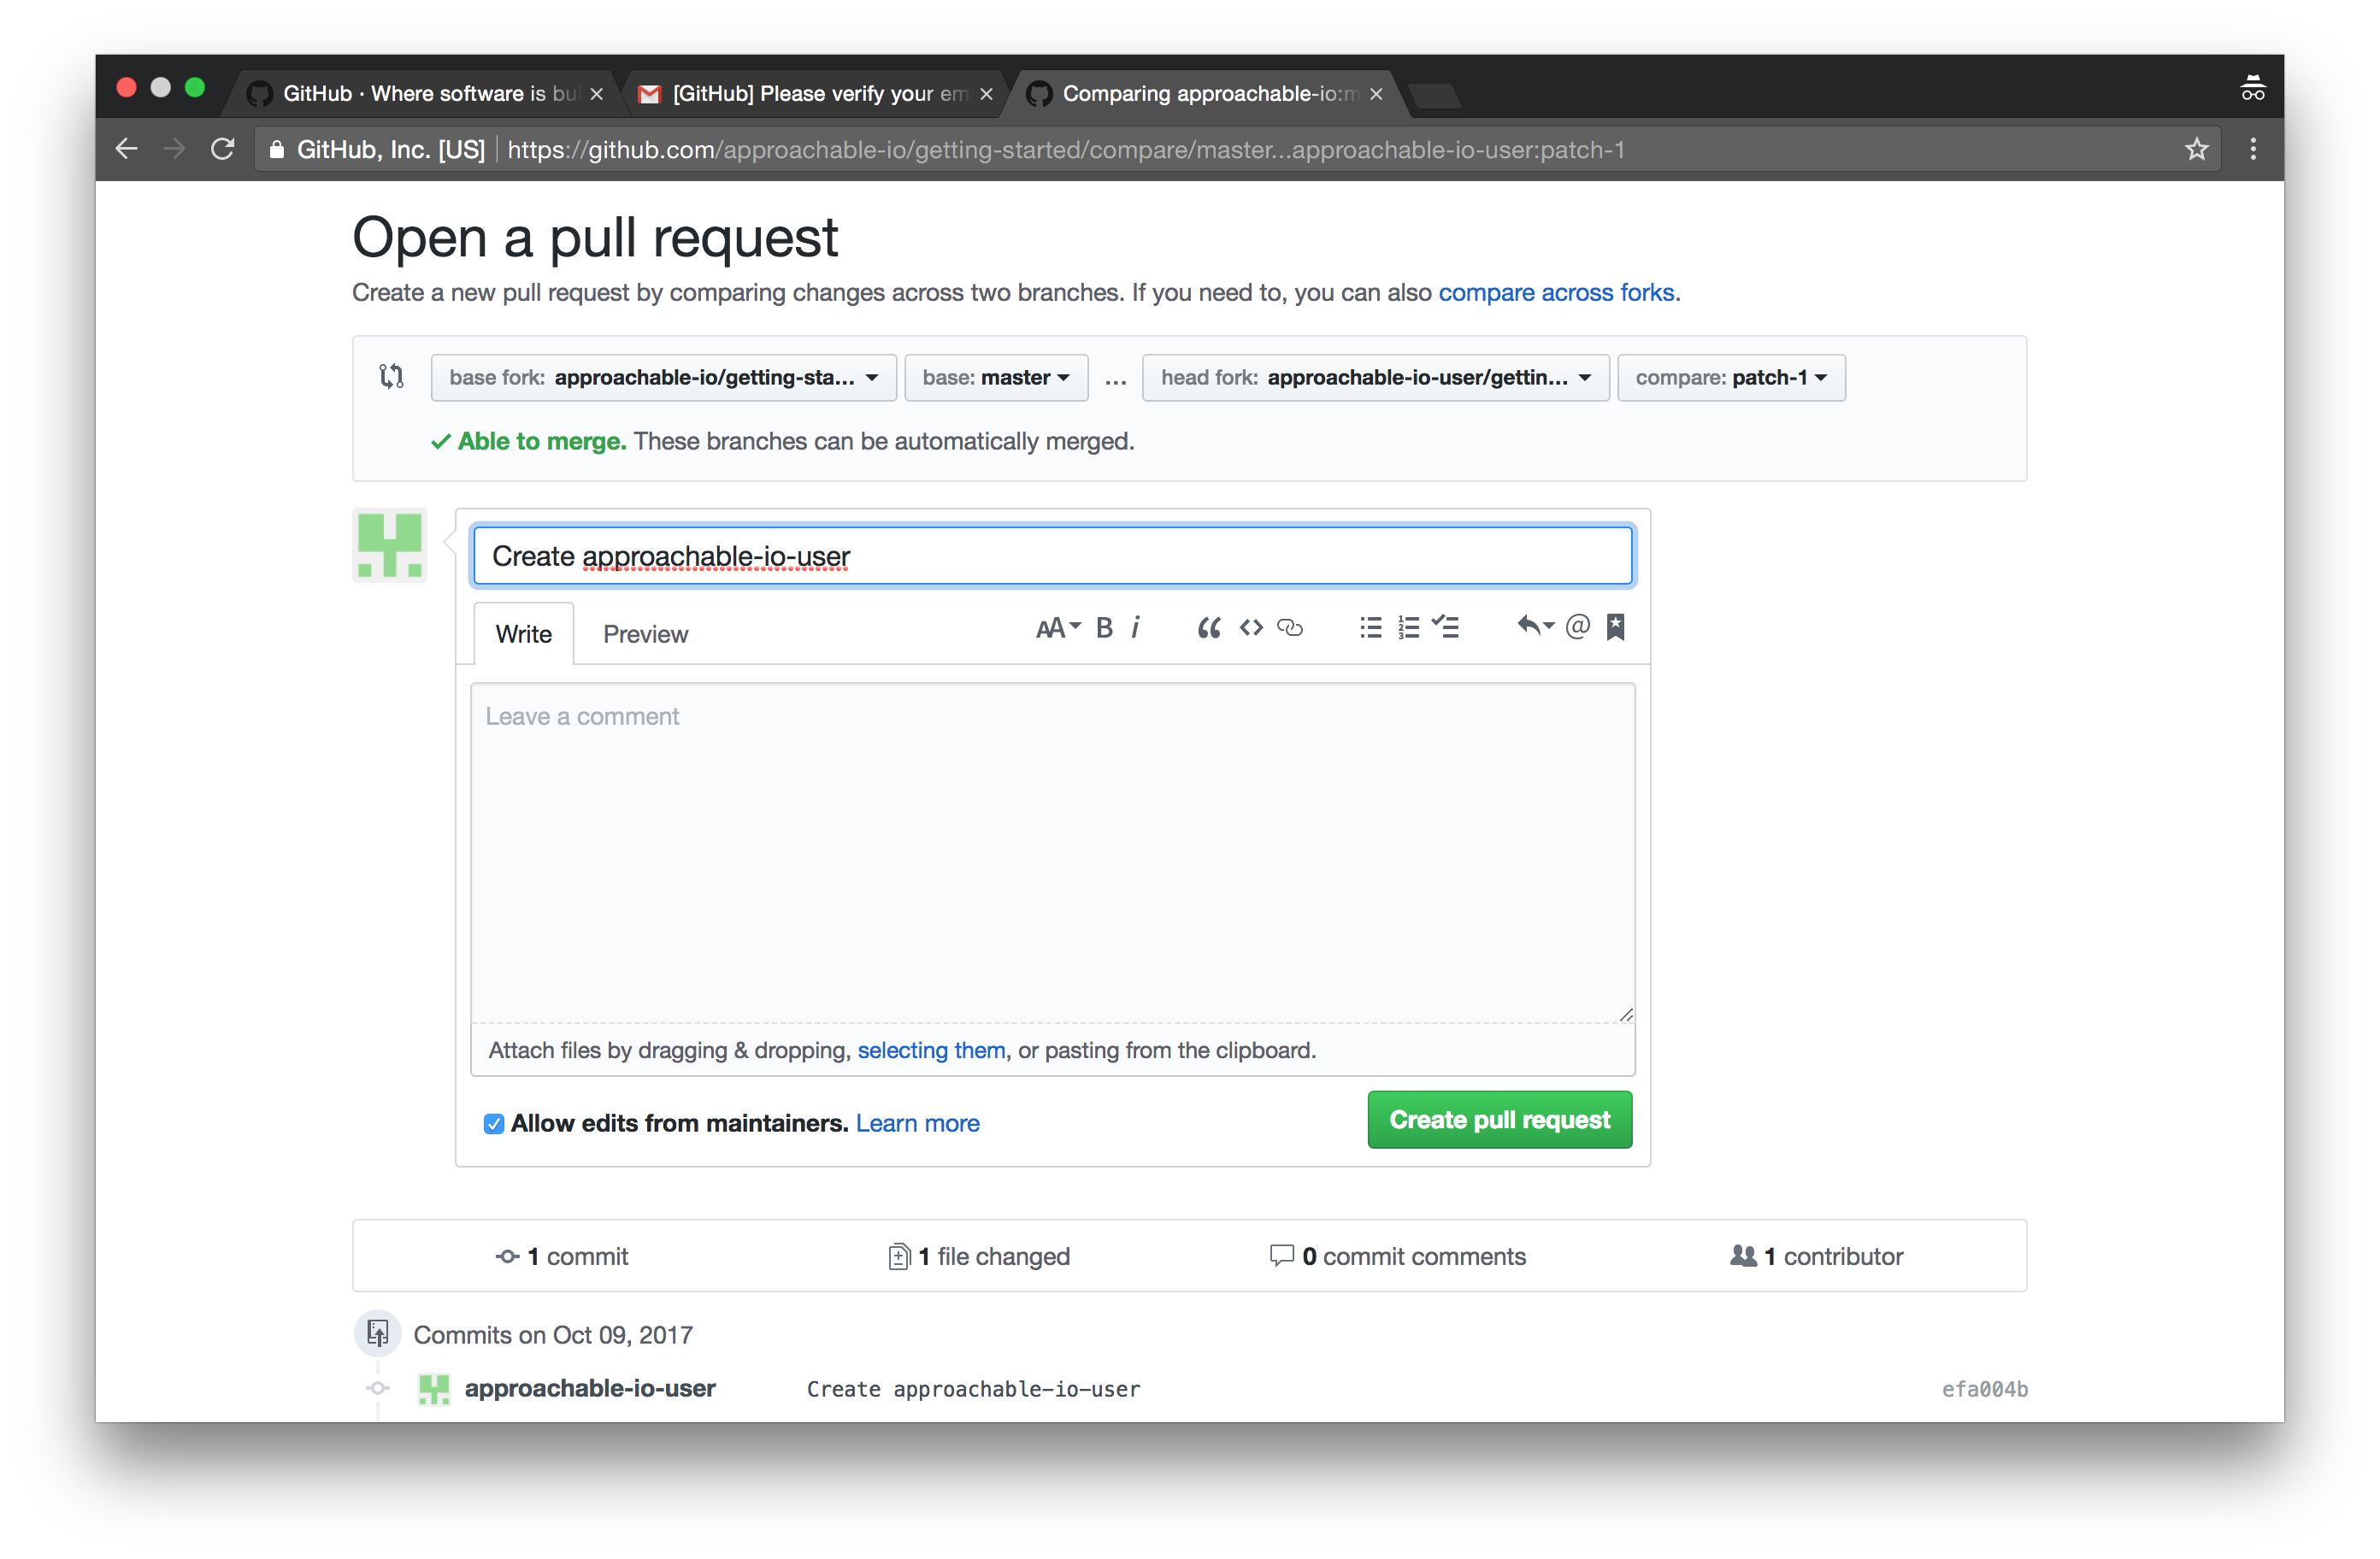 GitHub · Where software is bui
[GitHub] Please verify your em
Comparing approachable-io:m
GitHub, Inc. [US] https://github.com/approachable-io/getting-started/compare/master...approachable-io-user:patch-1
Open a pull request
Create a new pull request by comparing changes across two branches. If you need to, you can also compare across forks.
base fork: approachable-io/getting-sta... base: master ... head fork: approachable-io-user/gettin... compare: patch-1
Able to merge. These branches can be automatically merged.
Create approachable-io-user
Write Preview AA B i
Leave a comment
Attach files by dragging & dropping, selecting them, or pasting from the clipboard.
Allow edits from maintainers. Learn more Create pull request
1 commit 1 file changed 0 commit comments 1 contributor
Commits on Oct 09, 2017
approachable-io-user Create approachable-io-user efa004b